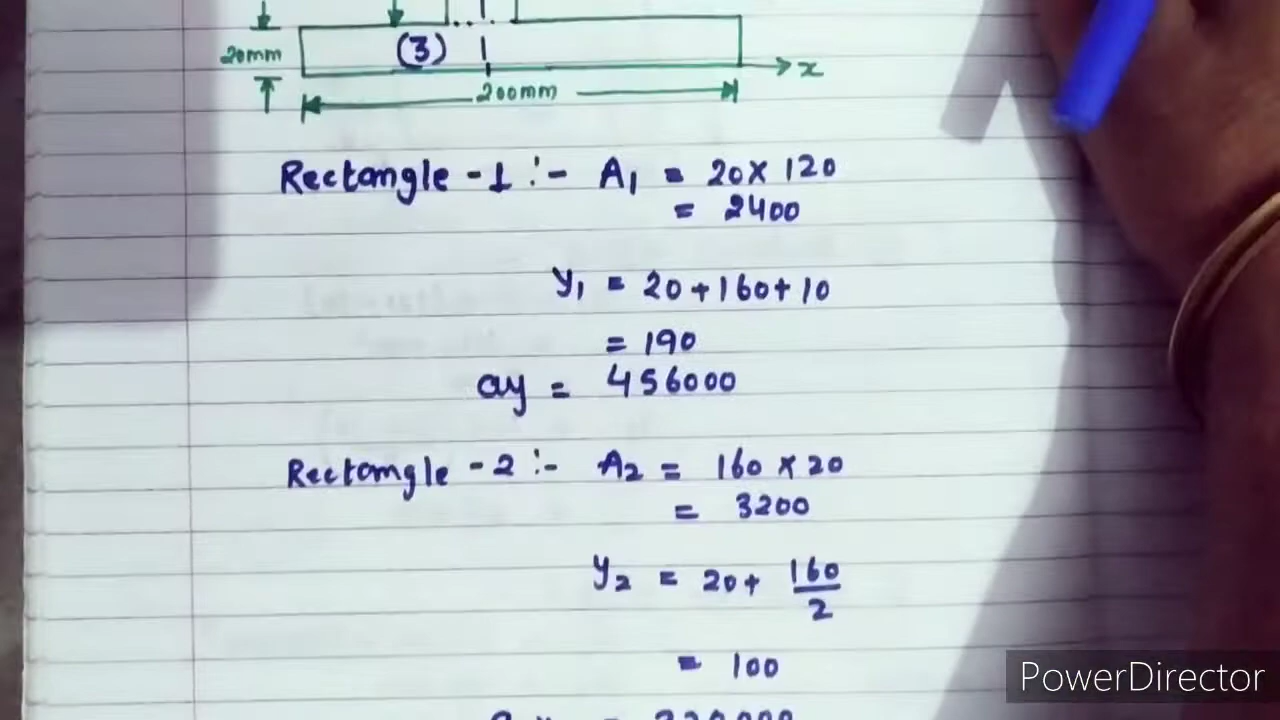 20mm
(3)
x
200mm
Rectangle - 1 :- A1 = 20 x 120
= 2400
y1 = 20 + 160 + 10
= 190
ay = 456000
Rectangle - 2 :- A2 = 160 x 20
= 3200
y2 = 20 + 160/2
= 100
PowerDirector